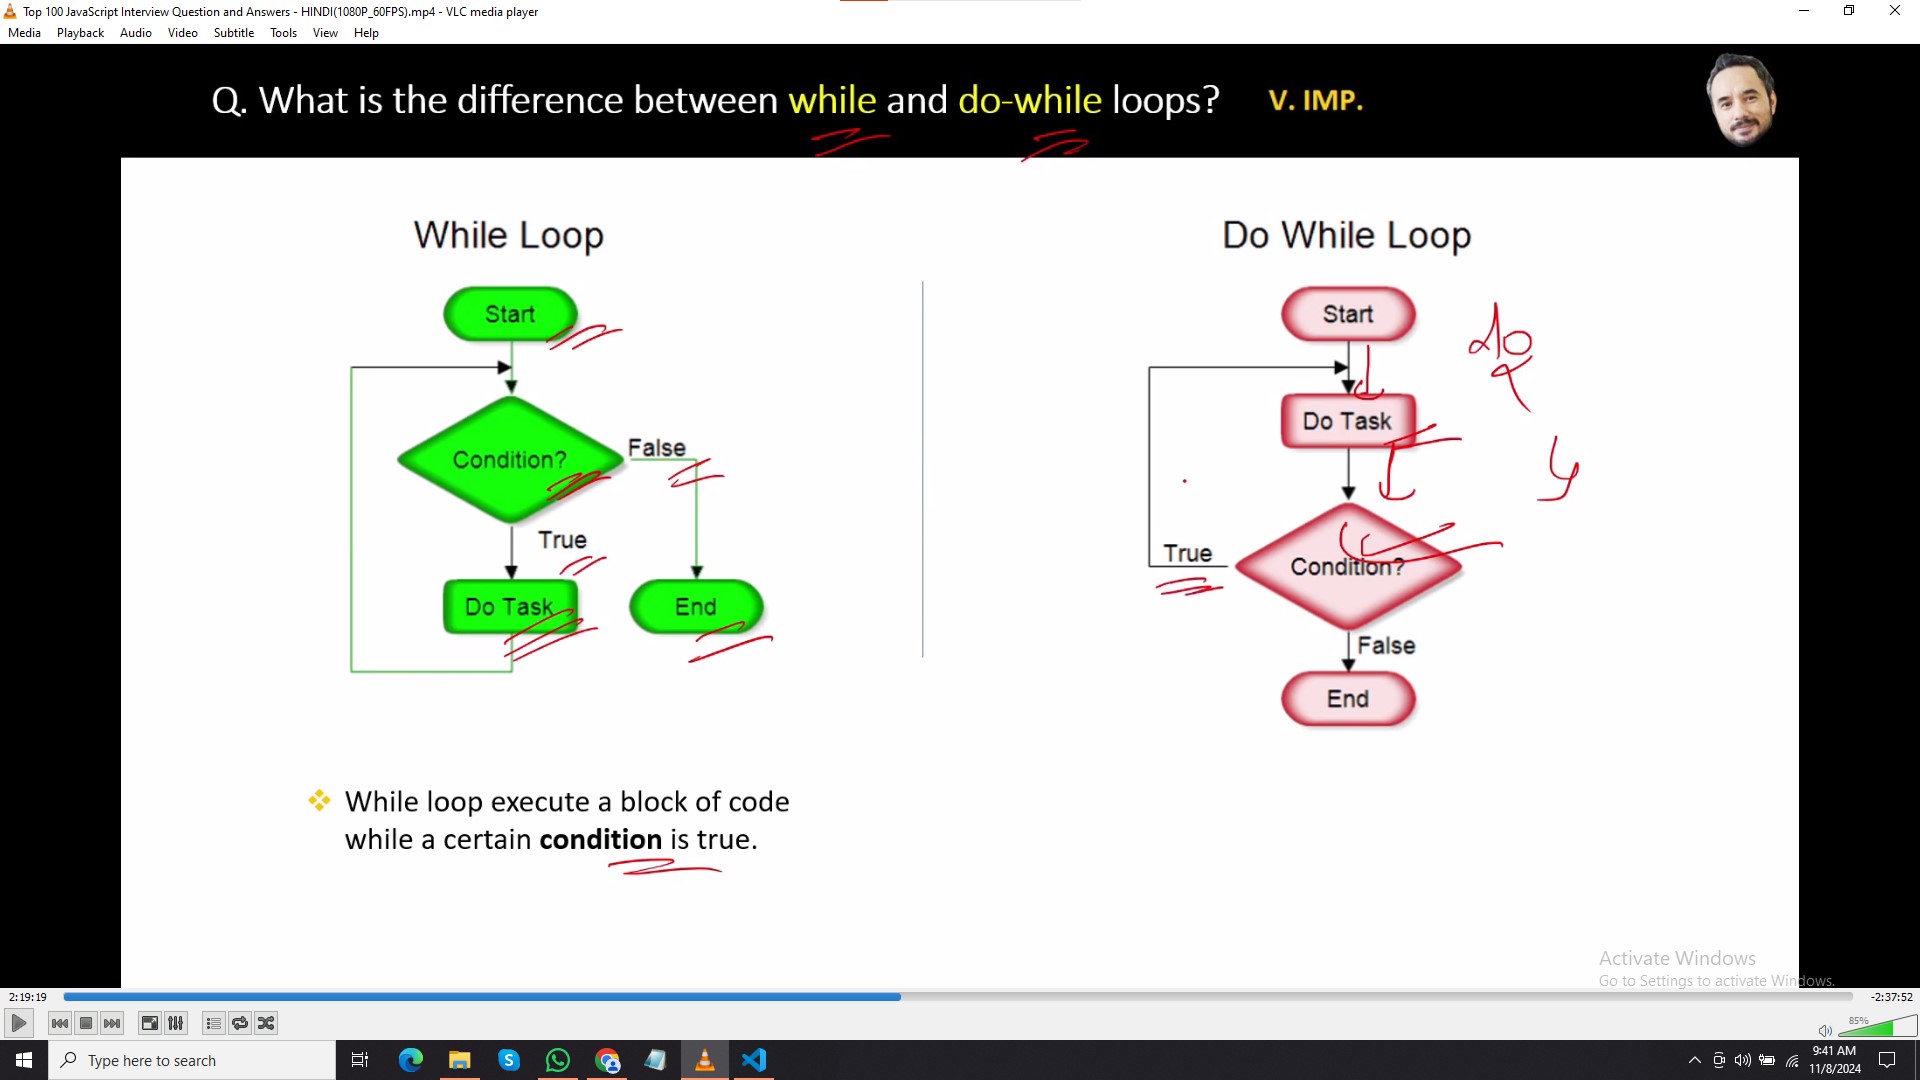 Top 100 JavaScript Interview Question and Answers - HINDI(1080P_60FPS).mp4 - VLC media player
Media Playback Audio Video Subtitle Tools View Help
Q. What is the difference between while and do-while loops? V. IMP.
While Loop
Start
Condition?
False
True
Do Task
End
While loop execute a block of code
while a certain condition is true.
Do While Loop
Start
do
Do Task
True
Condition?
False
End
Activate Windows
Go to Settings to activate Windows.
2:19:19
-2:37:52
85%
Type here to search
9:41 AM
11/8/2024